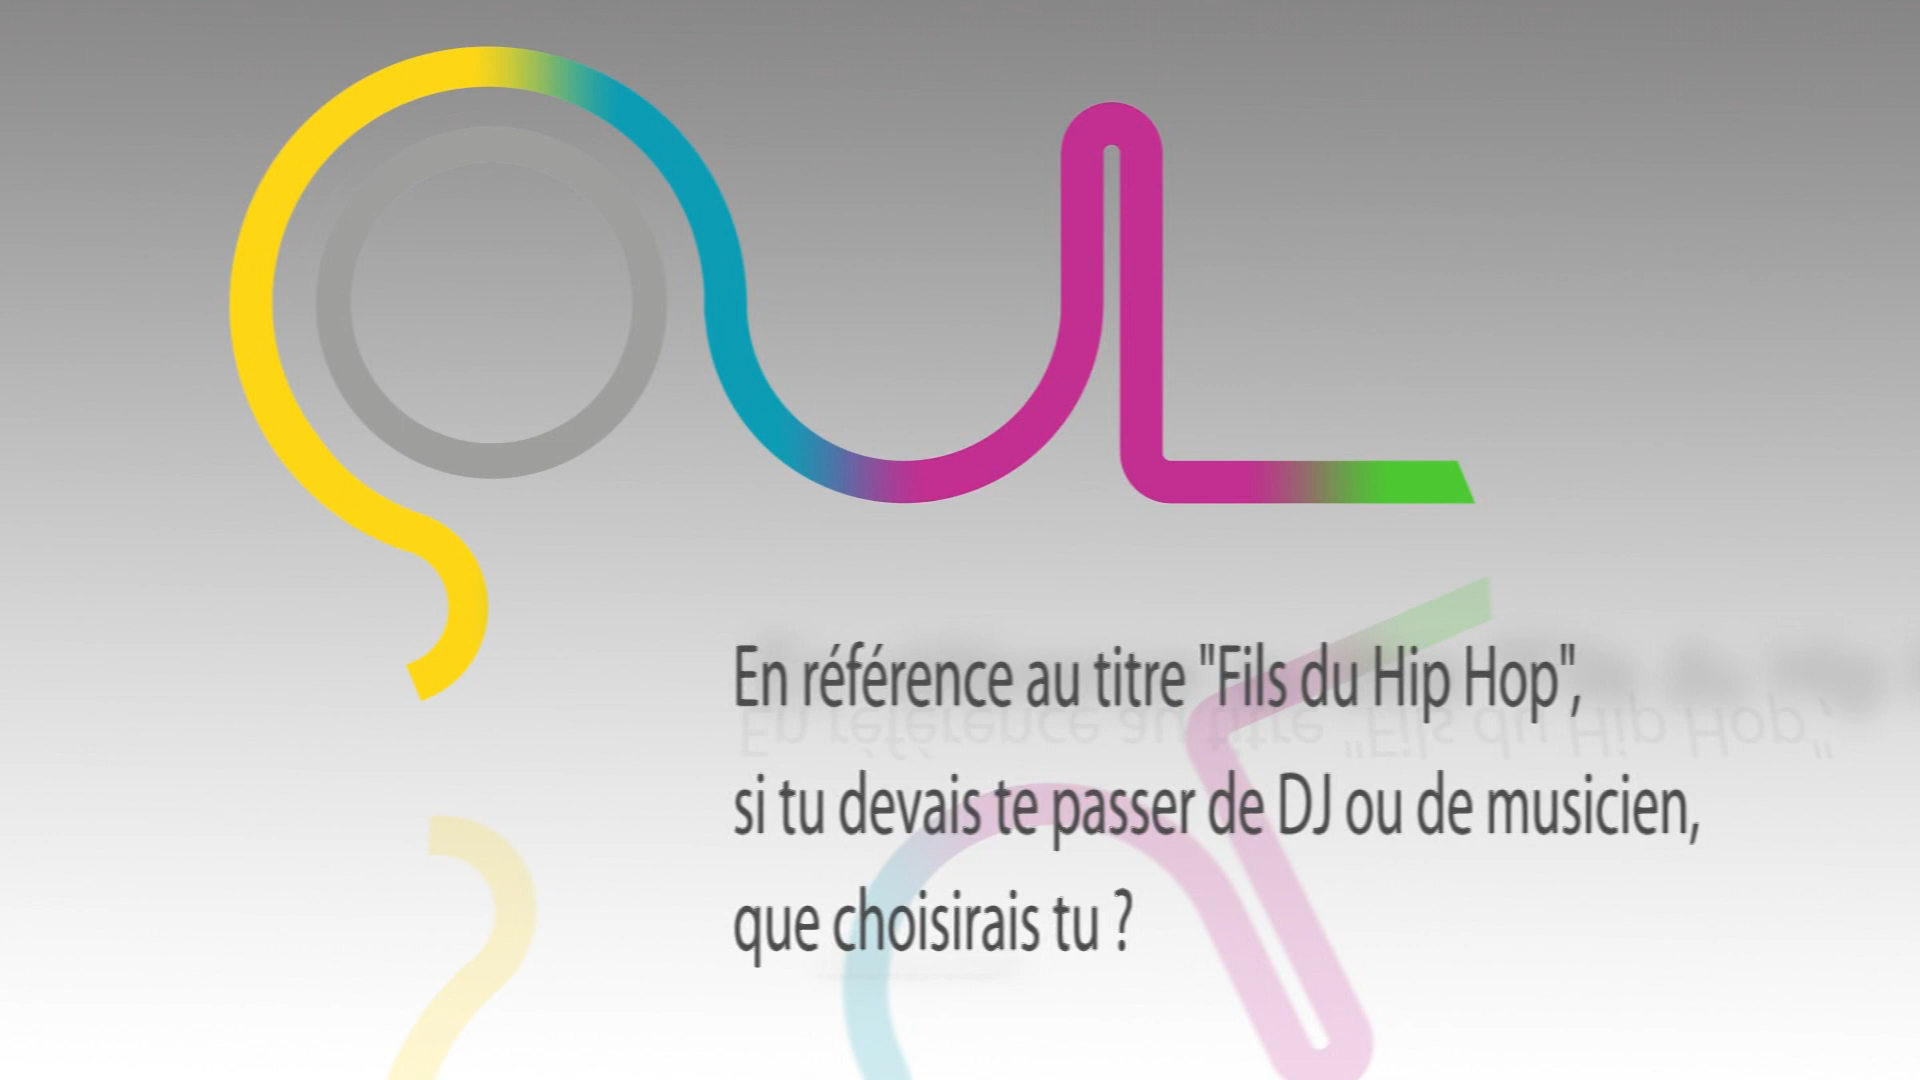 En référence au titre "Fils du Hip Hop",
si tu devais te passer de DJ ou de musicien,
que choisirais tu ?